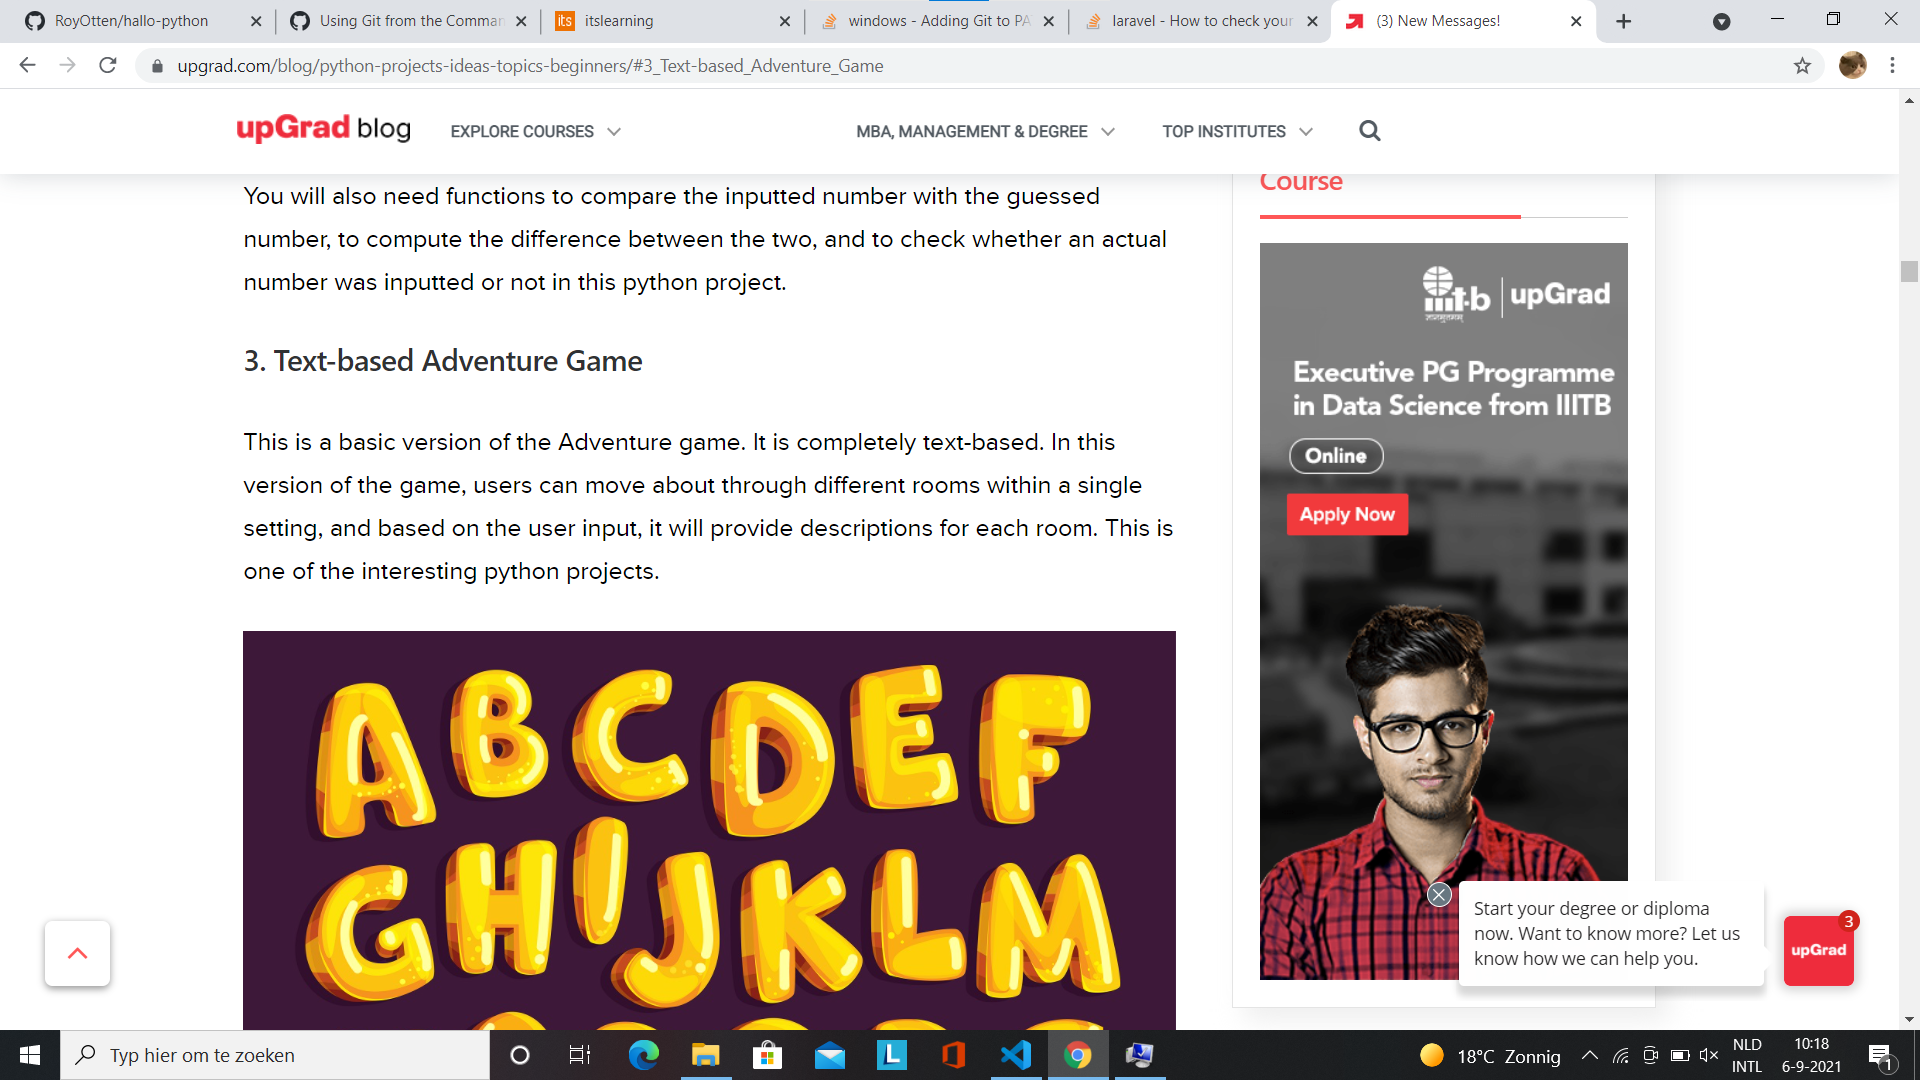 RoyOtten/hallo-python
Using Git from the Comman
itslearning
windows - Adding Git to PA
laravel - How to check your
(3) New Messages!
upgrad.com/blog/python-projects-ideas-topics-beginners/#3_Text-based_Adventure_Game
upGrad blog
EXPLORE COURSES
MBA, MANAGEMENT & DEGREE
TOP INSTITUTES
You will also need functions to compare the inputted number with the guessed
number, to compute the difference between the two, and to check whether an actual
number was inputted or not in this python project.
3. Text-based Adventure Game
This is a basic version of the Adventure game. It is completely text-based. In this
version of the game, users can move about through different rooms within a single
setting, and based on the user input, it will provide descriptions for each room. This is
one of the interesting python projects.
A B C D E F
G H I J K L M
Course
iiit-b | upGrad
Executive PG Programme
in Data Science from IIITB
Online
Apply Now
Start your degree or diploma
now. Want to know more? Let us
know how we can help you.
3
upGrad
Typ hier om te zoeken
18°C Zonnig
NLD
INTL
10:18
6-9-2021
1